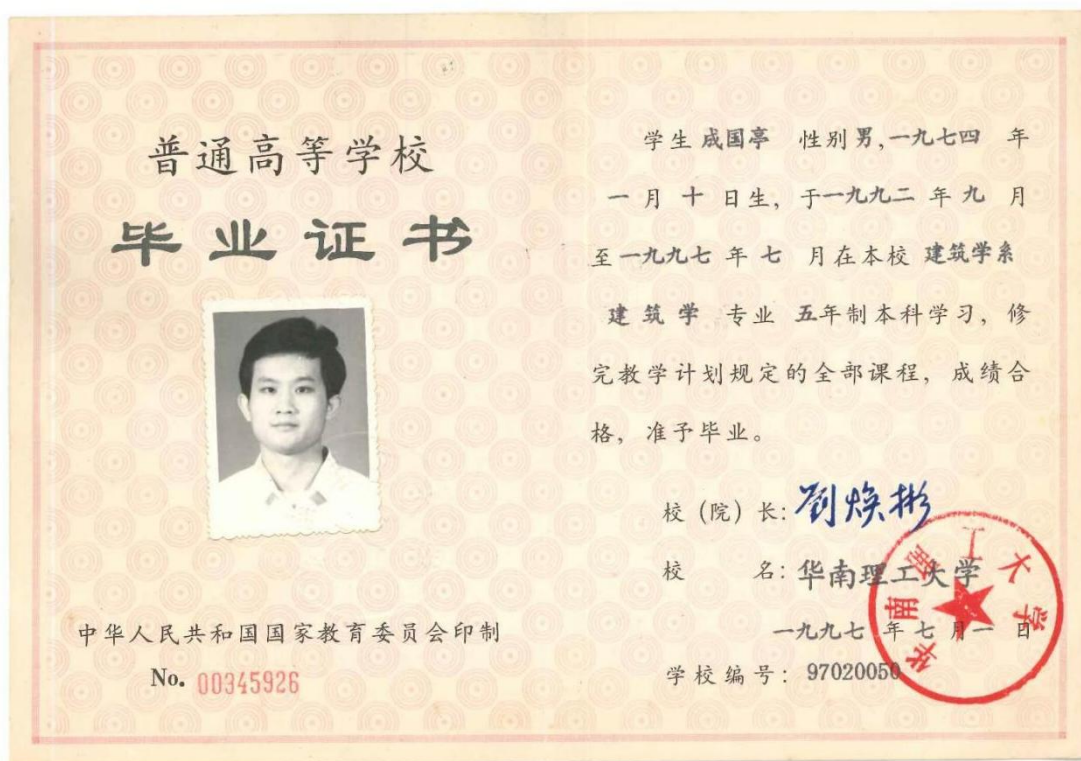 普通高等学校
毕业证书
中华人民共和国国家教育委员会印制
No. 00345926
学生 成国亭 性别男,一九七四 年
一 月 十 日生, 于一九九二 年 九 月
至一九九七 年 七 月在本校 建筑学系
建筑学 专业 五年制本科学习, 修
完教学计划规定的全部课程, 成绩合
格, 准予毕业。
校(院)长: 劉焕彬
校 名: 华南理工大学
一九九七 年 七 月 一 日
学校编号: 97020050
华南理工大学